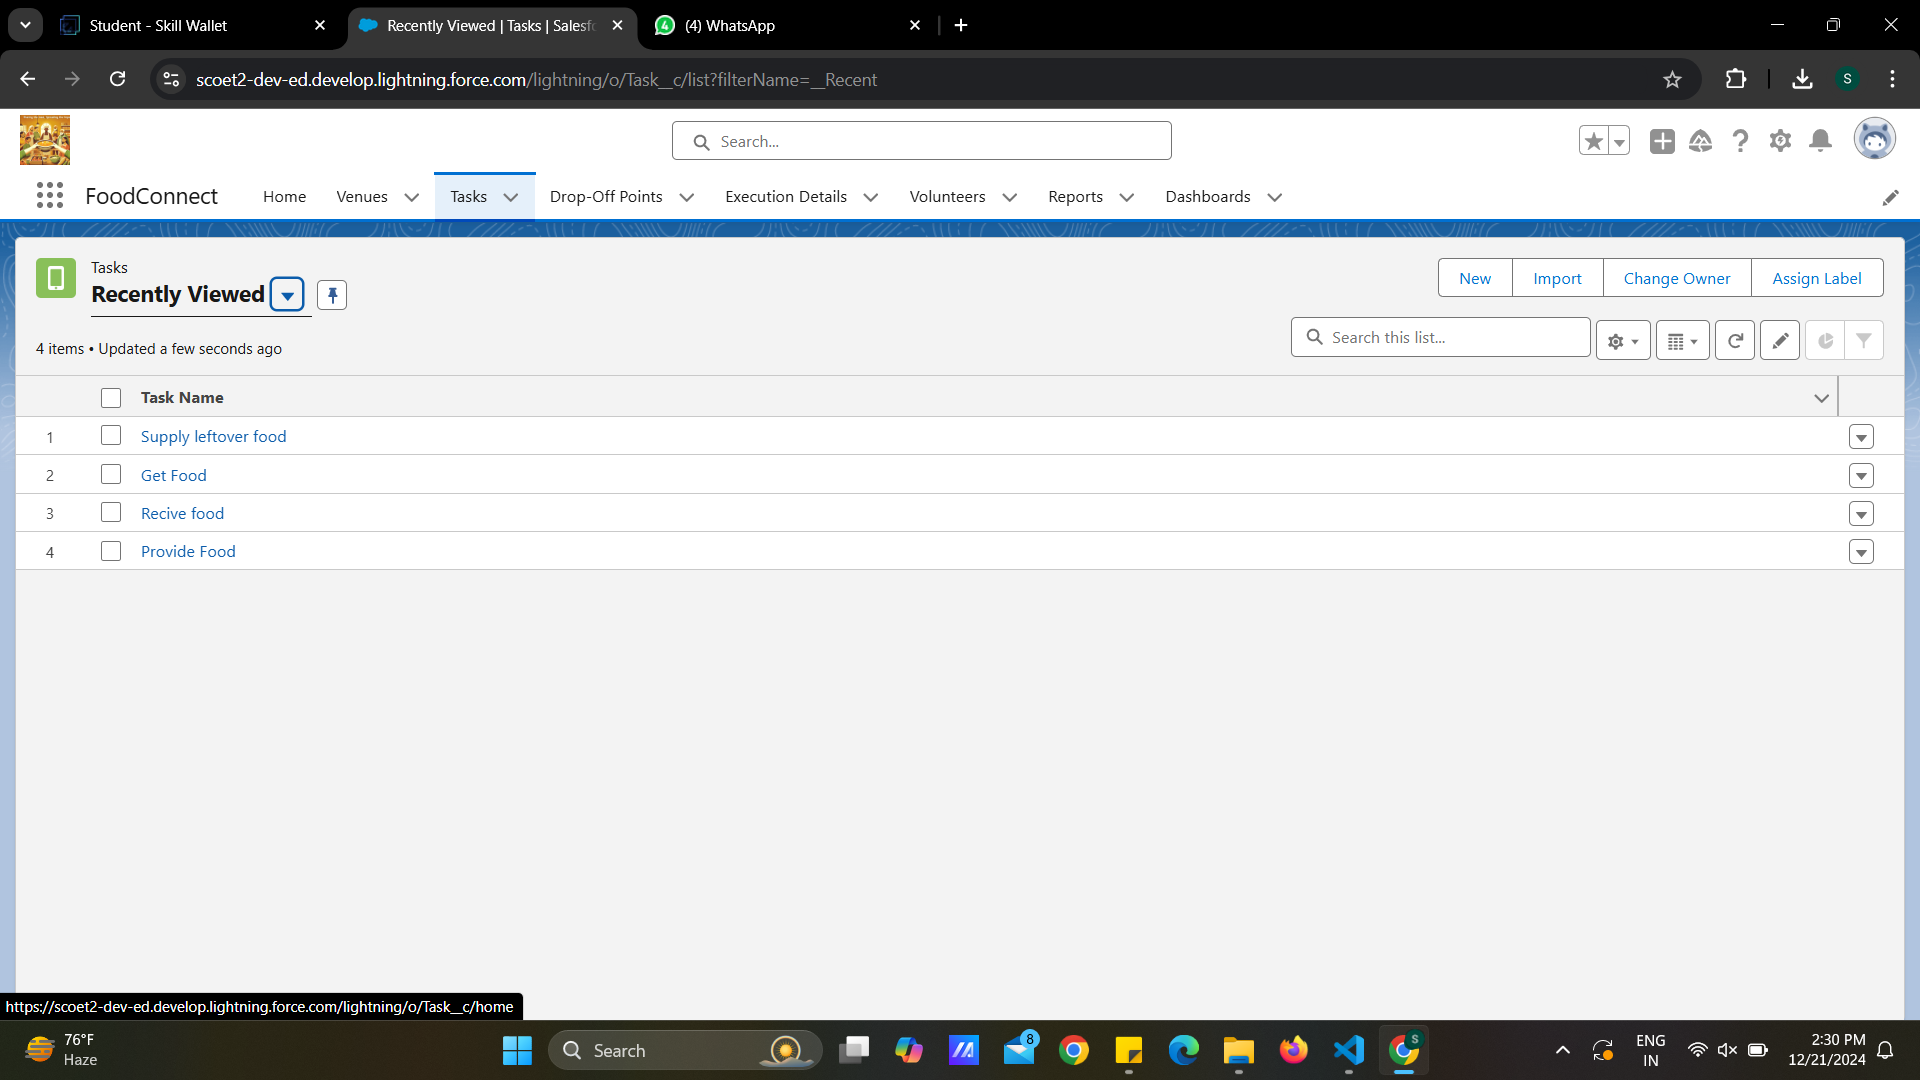 Student - Skill Wallet
Recently Viewed | Tasks | Salesfo
(4) WhatsApp
scoet2-dev-ed.develop.lightning.force.com/lightning/o/Task__c/list?filterName=__Recent
S
Search...
FoodConnect
Home
Venues
Tasks
Drop-Off Points
Execution Details
Volunteers
Reports
Dashboards
Tasks
Recently Viewed
New
Import
Change Owner
Assign Label
4 items • Updated a few seconds ago
Search this list...
Task Name
1 Supply leftover food
2 Get Food
3 Recive food
4 Provide Food
https://scoet2-dev-ed.develop.lightning.force.com/lightning/o/Task__c/home
76°F
Haze
Search
8
S
ENG
IN
2:30 PM
12/21/2024